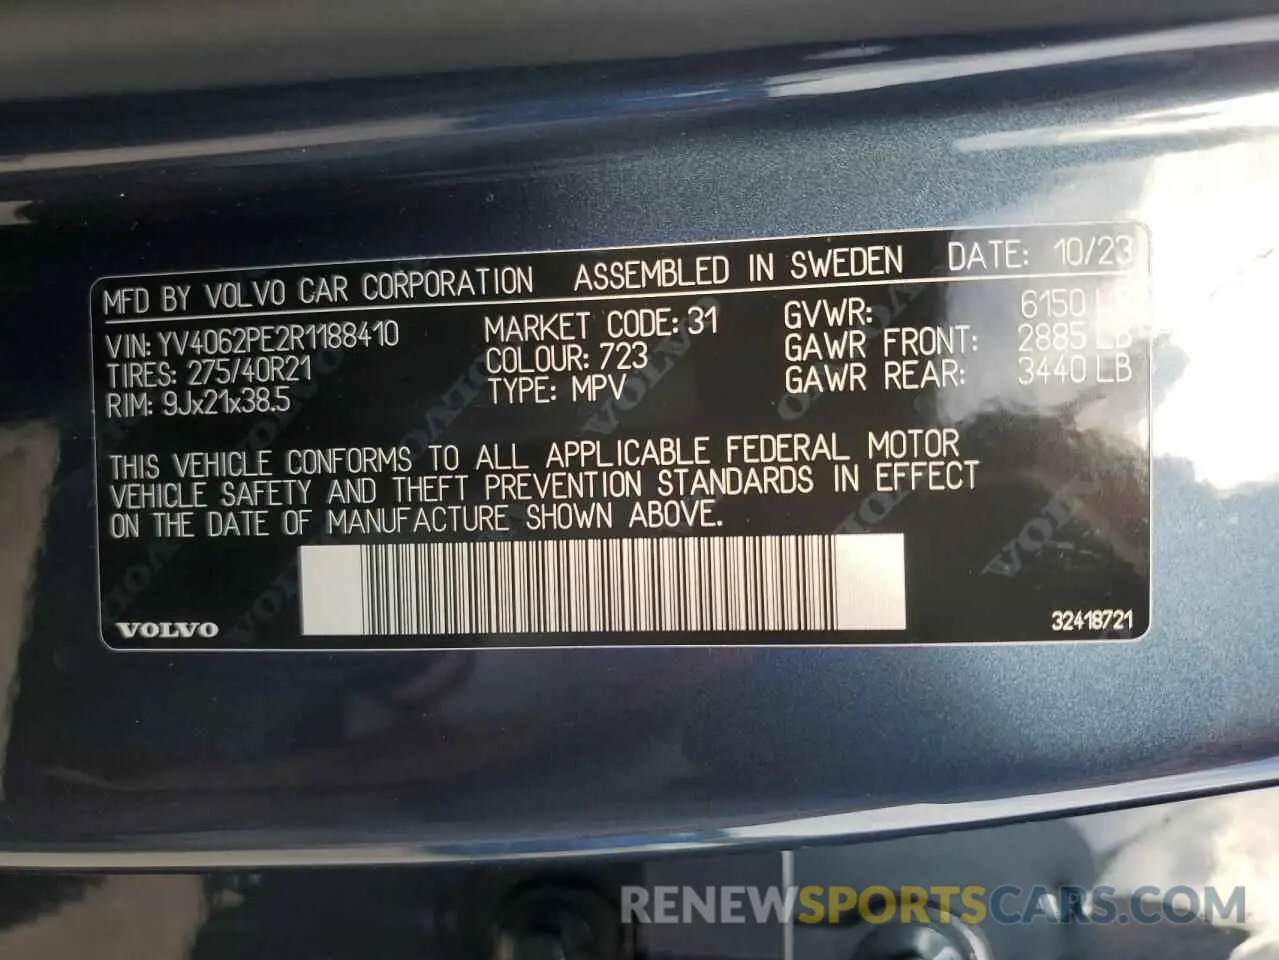 MFD BY VOLVO CAR CORPORATION ASSEMBLED IN SWEDEN DATE: 10/23
VIN: YV4062PE2R1188410 MARKET CODE: 31 GVWR: 6150 LB
TIRES: 275/40R21 COLOUR: 723 GAWR FRONT: 2885 LB
RIM: 9Jx21x38.5 TYPE: MPV GAWR REAR: 3440 LB
THIS VEHICLE CONFORMS TO ALL APPLICABLE FEDERAL MOTOR
VEHICLE SAFETY AND THEFT PREVENTION STANDARDS IN EFFECT
ON THE DATE OF MANUFACTURE SHOWN ABOVE.
VOLVO 32418721
RENEWSPORTSCARS.COM